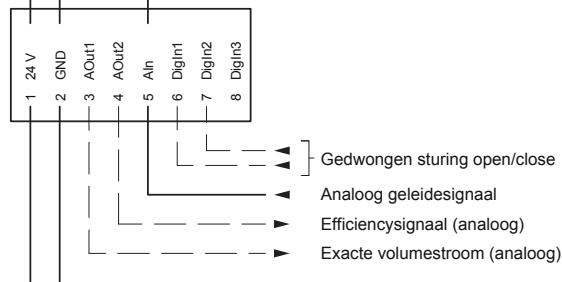 24 V
GND
AOut1
AOut2
AIn
DigIn1
DigIn2
DigIn3
1
2
3
4
5
6
7
8
Gedwongen sturing open/close
Analoog geleidesignaal
Efficiencysignaal (analoog)
Exacte volumestroom (analoog)